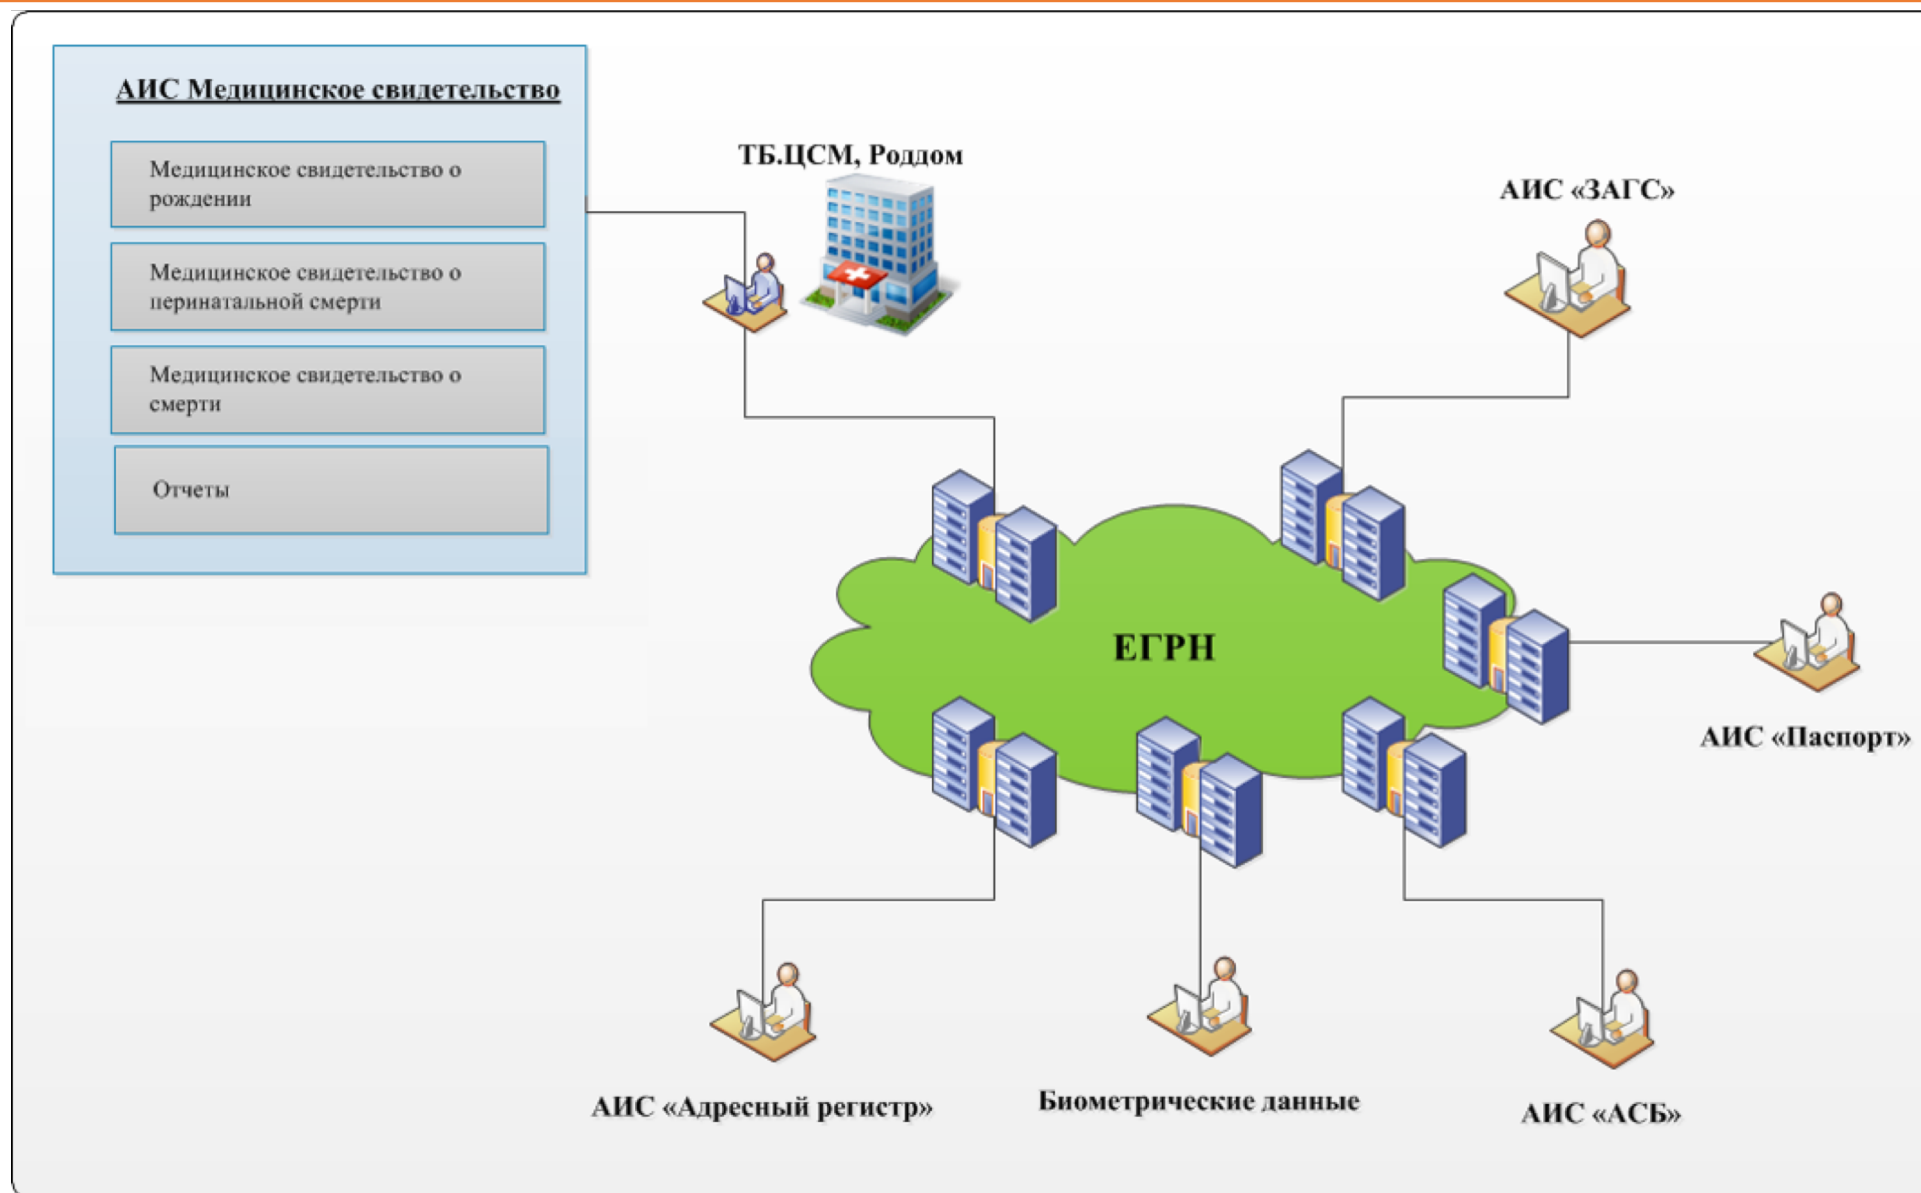 АИС Медицинское свидетельство
Медицинское свидетельство о
рождении
Медицинское свидетельство о
перинатальной смерти
Медицинское свидетельство о
смерти
Отчеты
ТБ.ЦСМ, Роддом
АИС «ЗАГС»
ЕГРН
АИС «Паспорт»
АИС «Адресный регистр»
Биометрические данные
АИС «АСБ»